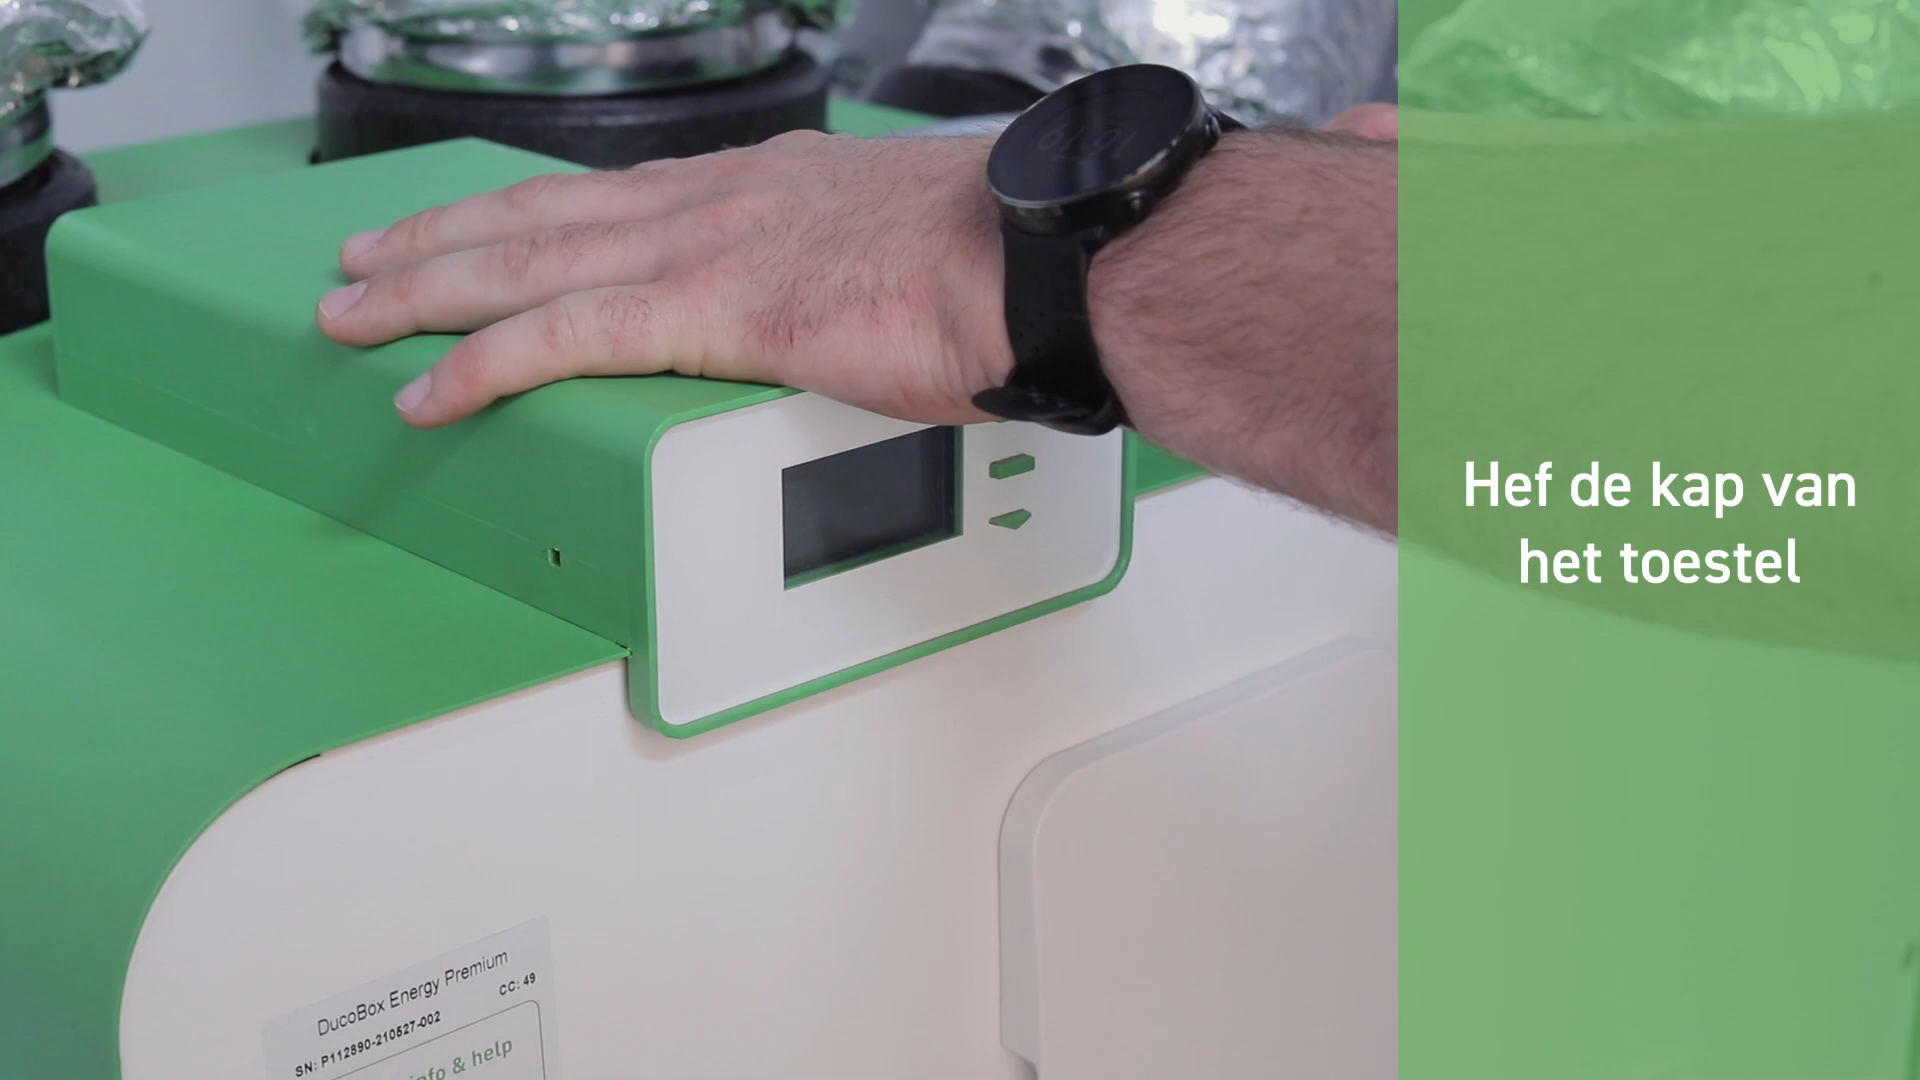 Hef de kap van
het toestel
DucoBox Energy Premium
CC: 49
SN: P112890-210527-002
info & help